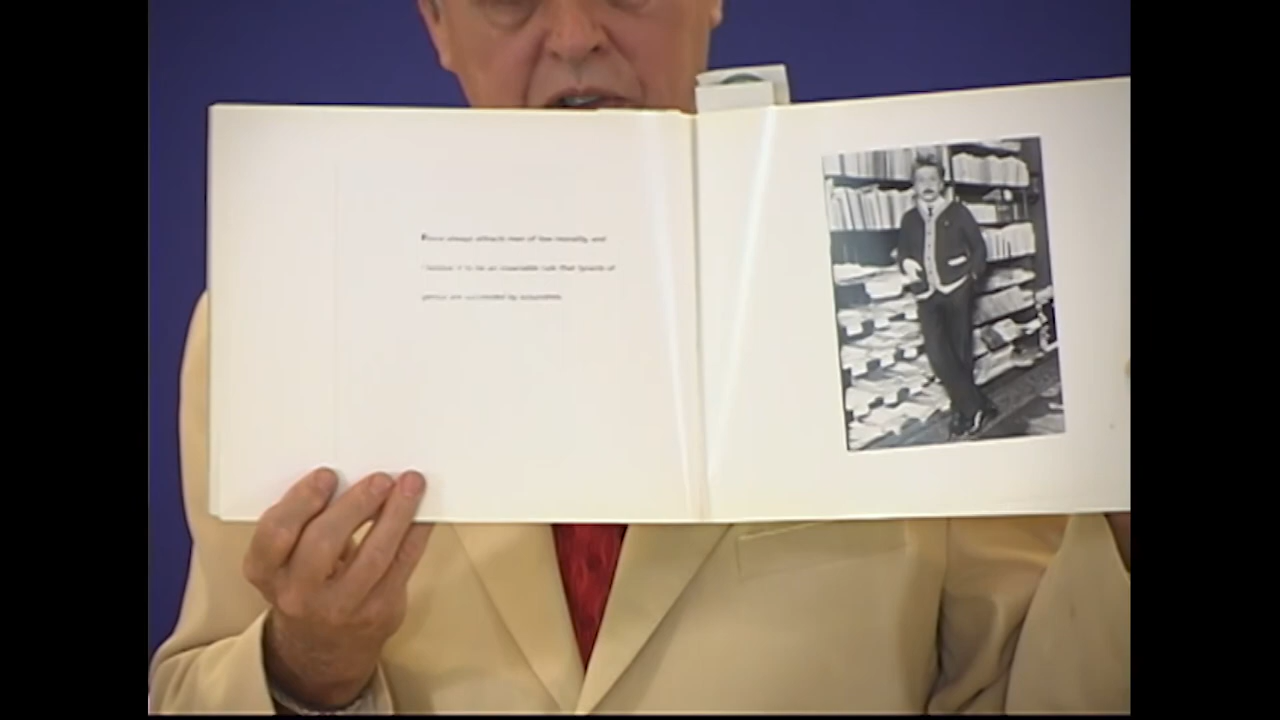 Force always attracts men of low morality, and
I believe it to be an invariable rule that tyrants of
genius are succeeded by scoundrels.